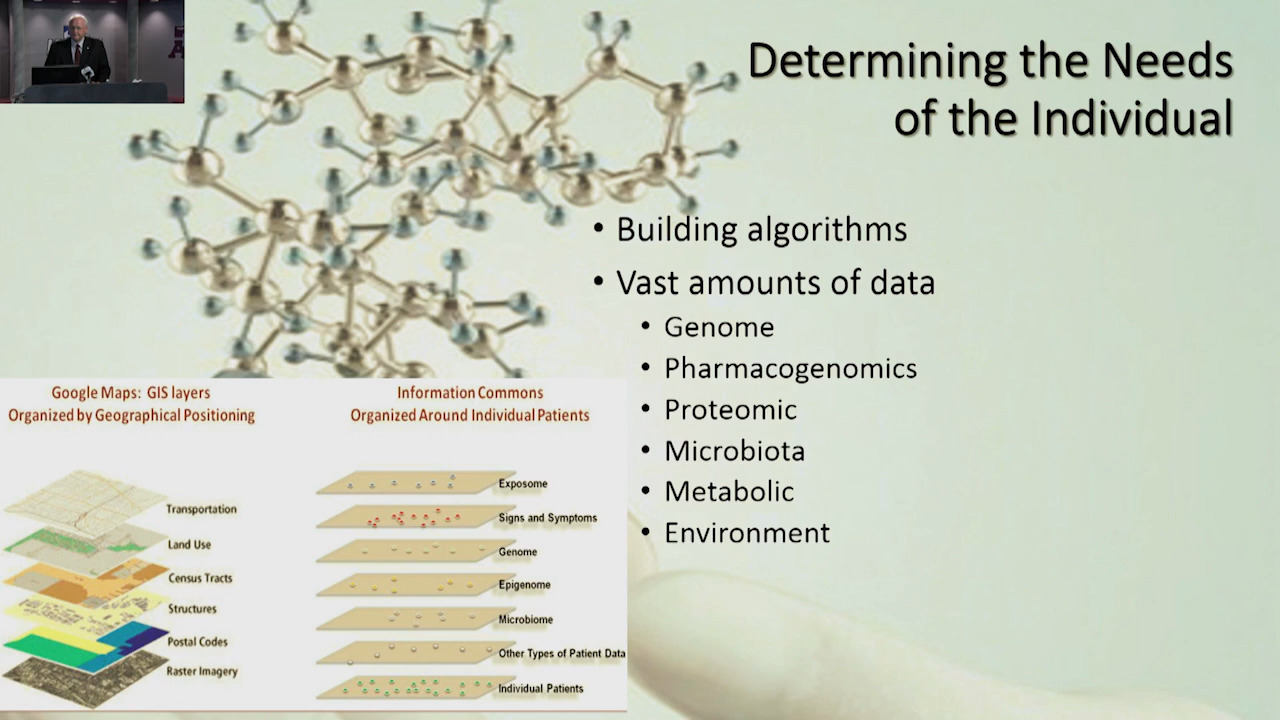 Determining the Needs
of the Individual
• Building algorithms
• Vast amounts of data
• Genome
• Pharmacogenomics
• Proteomic
• Microbiota
• Metabolic
• Environment
Google Maps: GIS layers
Organized by Geographical Positioning
Transportation
Land Use
Census Tracts
Structures
Postal Codes
Raster Imagery
Information Commons
Organized Around Individual Patients
Exposome
Signs and Symptoms
Genome
Epigenome
Microbiome
Other Types of Patient Data
Individual Patients